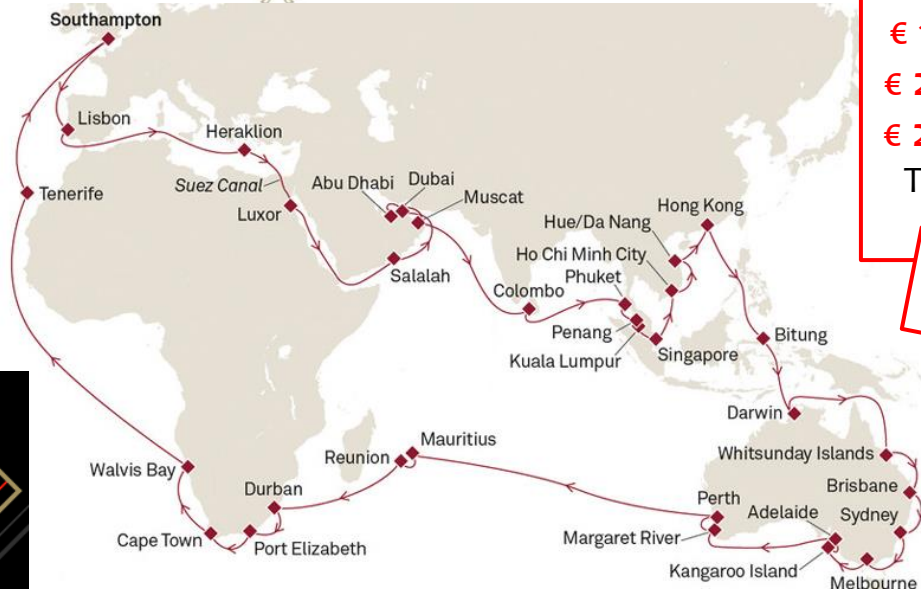 Southampton
Lisbon
Heraklion
Suez Canal
Luxor
Tenerife
Abu Dhabi
Dubai
Muscat
Salalah
Colombo
Hong Kong
Hue/Da Nang
Ho Chi Minh City
Phuket
Penang
Kuala Lumpur
Singapore
Bitung
Darwin
Whitsunday Islands
Brisbane
Sydney
Adelaide
Melbourne
Kangaroo Island
Perth
Margaret River
Mauritius
Reunion
Durban
Port Elizabeth
Cape Town
Walvis Bay
€
€ 2
€ 2
T